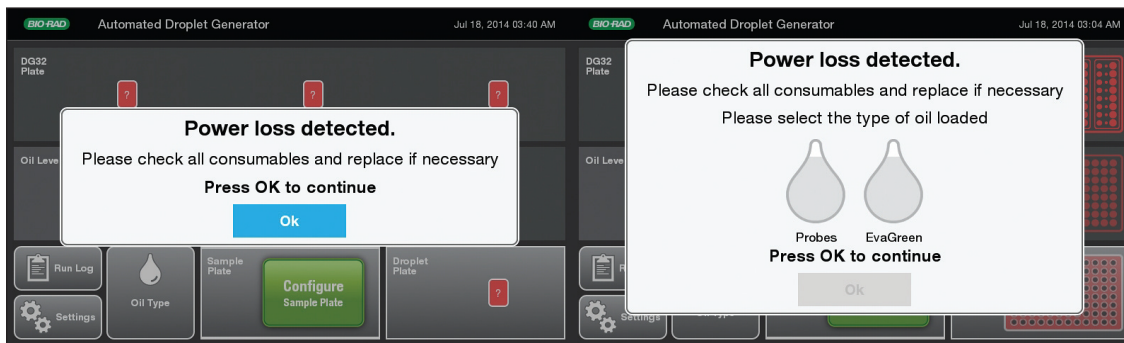 BIO-RAD Automated Droplet Generator Jul 18, 2014 03:40 AM
DG32
Plate
?
?
?
Power loss detected.
Please check all consumables and replace if necessary
Press OK to continue
Ok
Oil Leve
Run Log
Settings
Oil Type
Sample
Plate
Configure
Sample Plate
Droplet
Plate
?
BIO-RAD Automated Droplet Generator Jul 18, 2014 03:04 AM
DG32
Plate
Power loss detected.
Please check all consumables and replace if necessary
Please select the type of oil loaded
Probes EvaGreen
Press OK to continue
Ok
Oil Leve
R
Settings